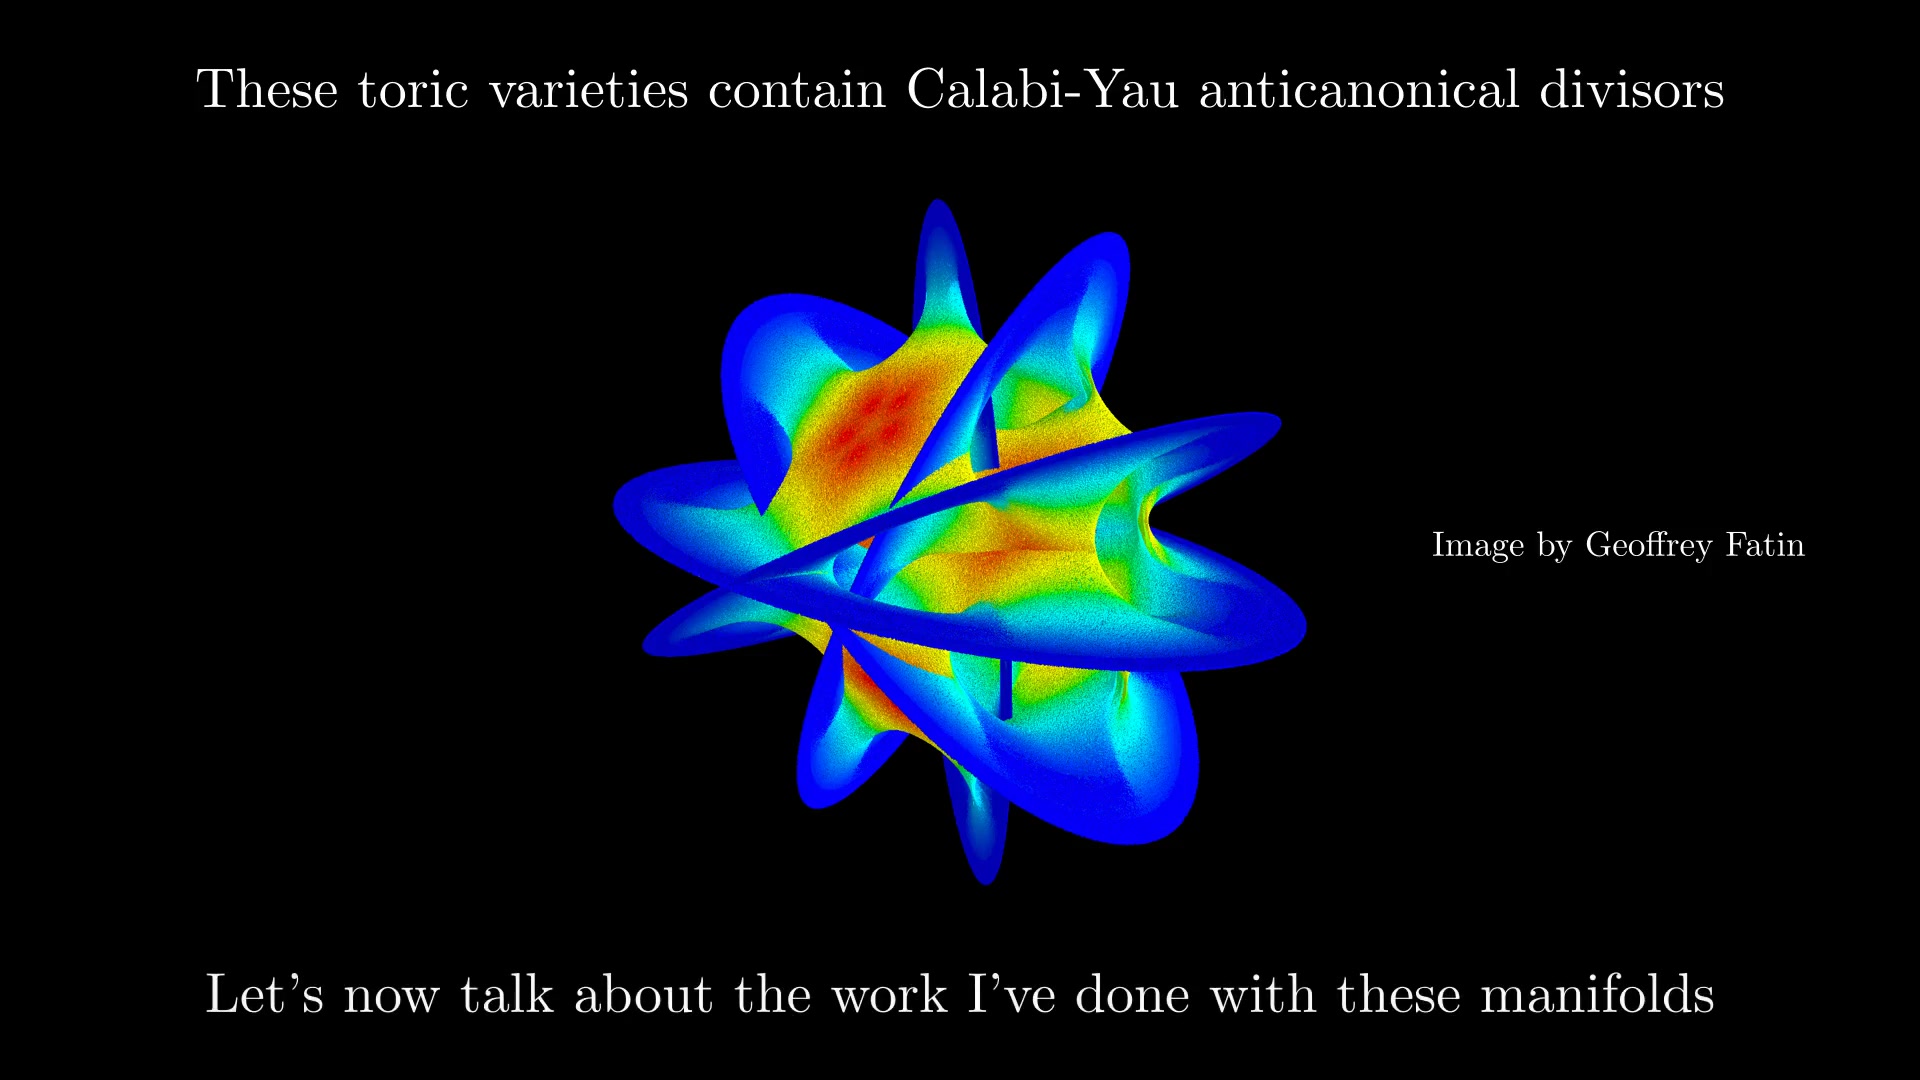 These toric varieties contain Calabi-Yau anticanonical divisors
Image by Geoffrey Fatin
Let's now talk about the work I've done with these manifolds